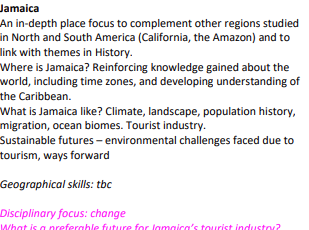 Jamaica
An in-depth place focus to complement other regions studied
in North and South America (California, the Amazon) and to
link with themes in History.
Where is Jamaica? Reinforcing knowledge gained about the
world, including time zones, and developing understanding of
the Caribbean.
What is Jamaica like? Climate, landscape, population history,
migration, ocean biomes. Tourist industry.
Sustainable futures – environmental challenges faced due to
tourism, ways forward
Geographical skills: tbc
Disciplinary focus: change
What is a preferable future for Jamaica's tourist industry?